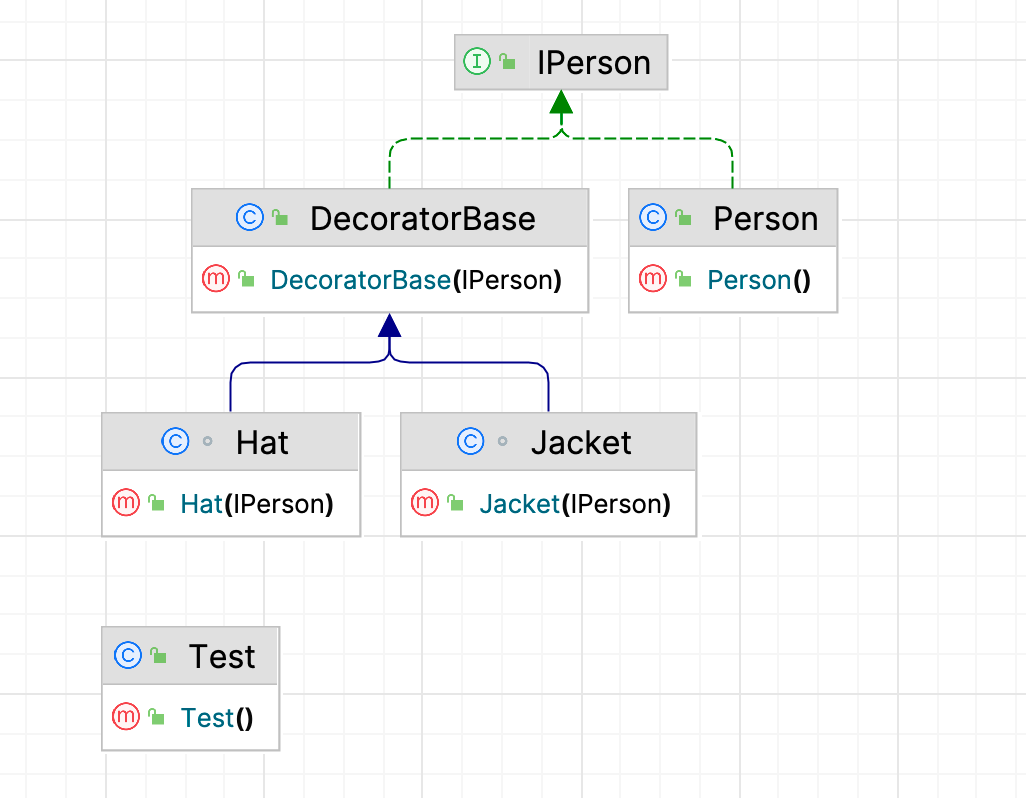 I IPerson
C DecoratorBase
m DecoratorBase(IPerson)
C Person
m Person()
C Hat
m Hat(IPerson)
C Jacket
m Jacket(IPerson)
C Test
m Test()